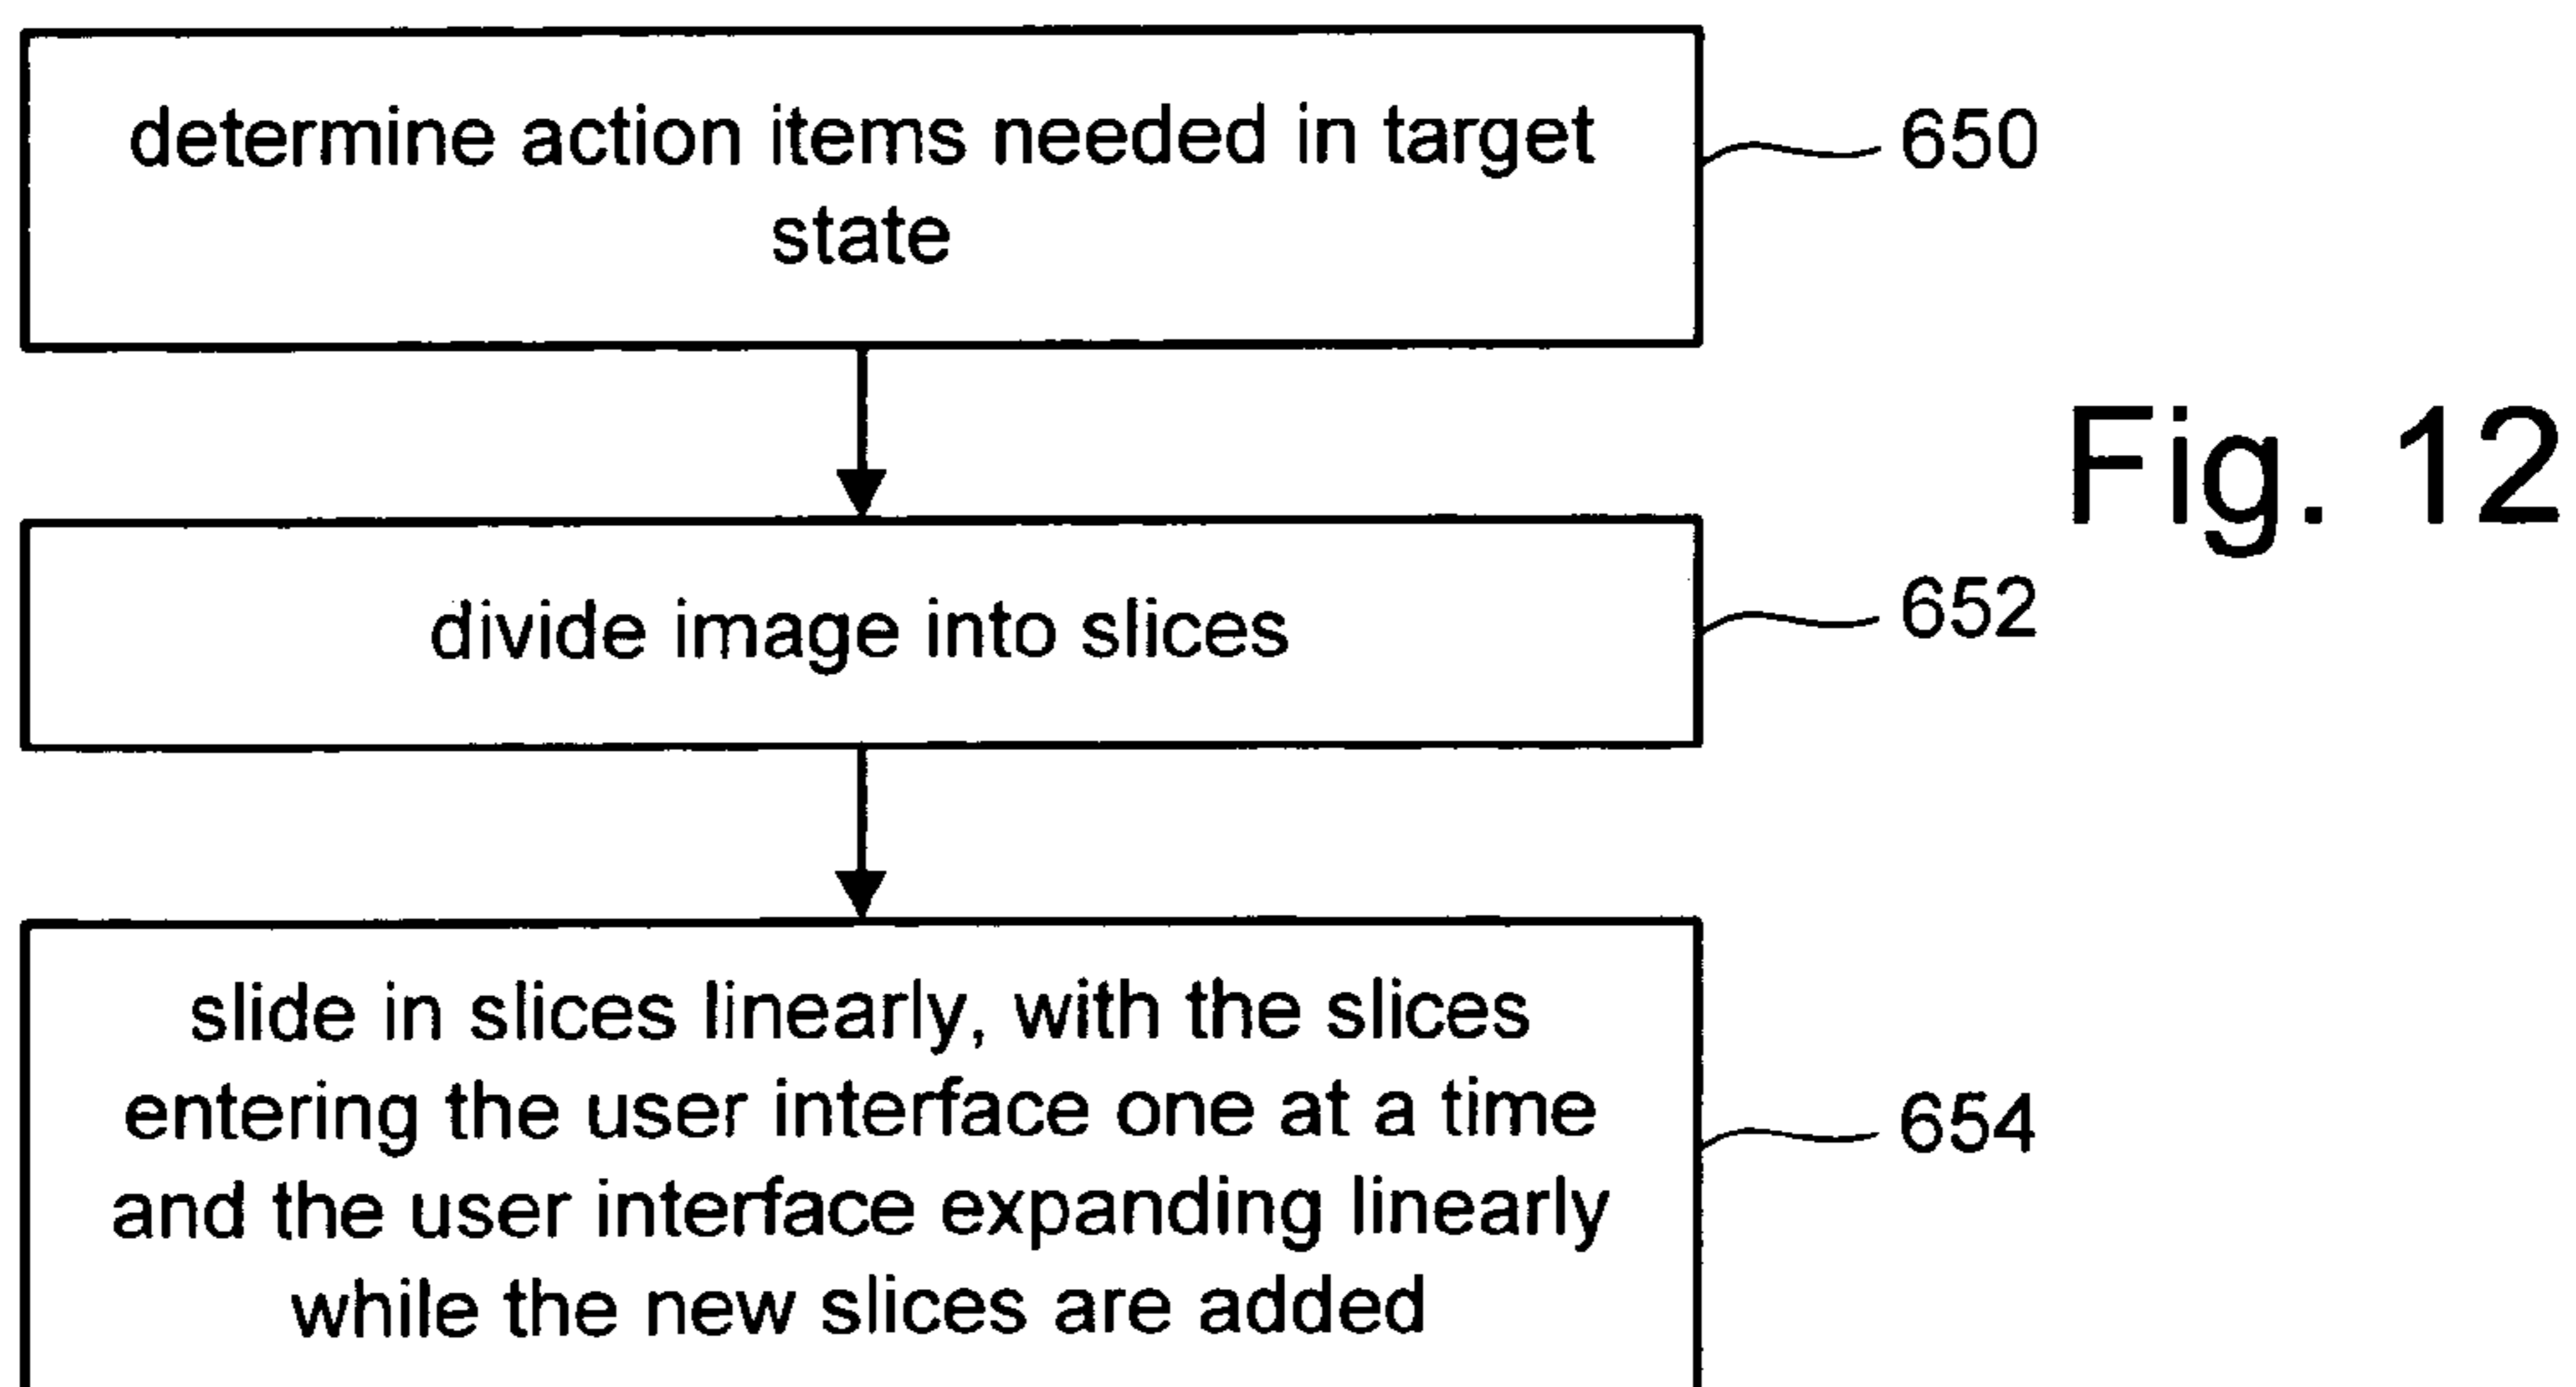 determine action items needed in target
state
650
Fig. 12
divide image into slices
652
slide in slices linearly, with the slices
entering the user interface one at a time
and the user interface expanding linearly
while the new slices are added
654